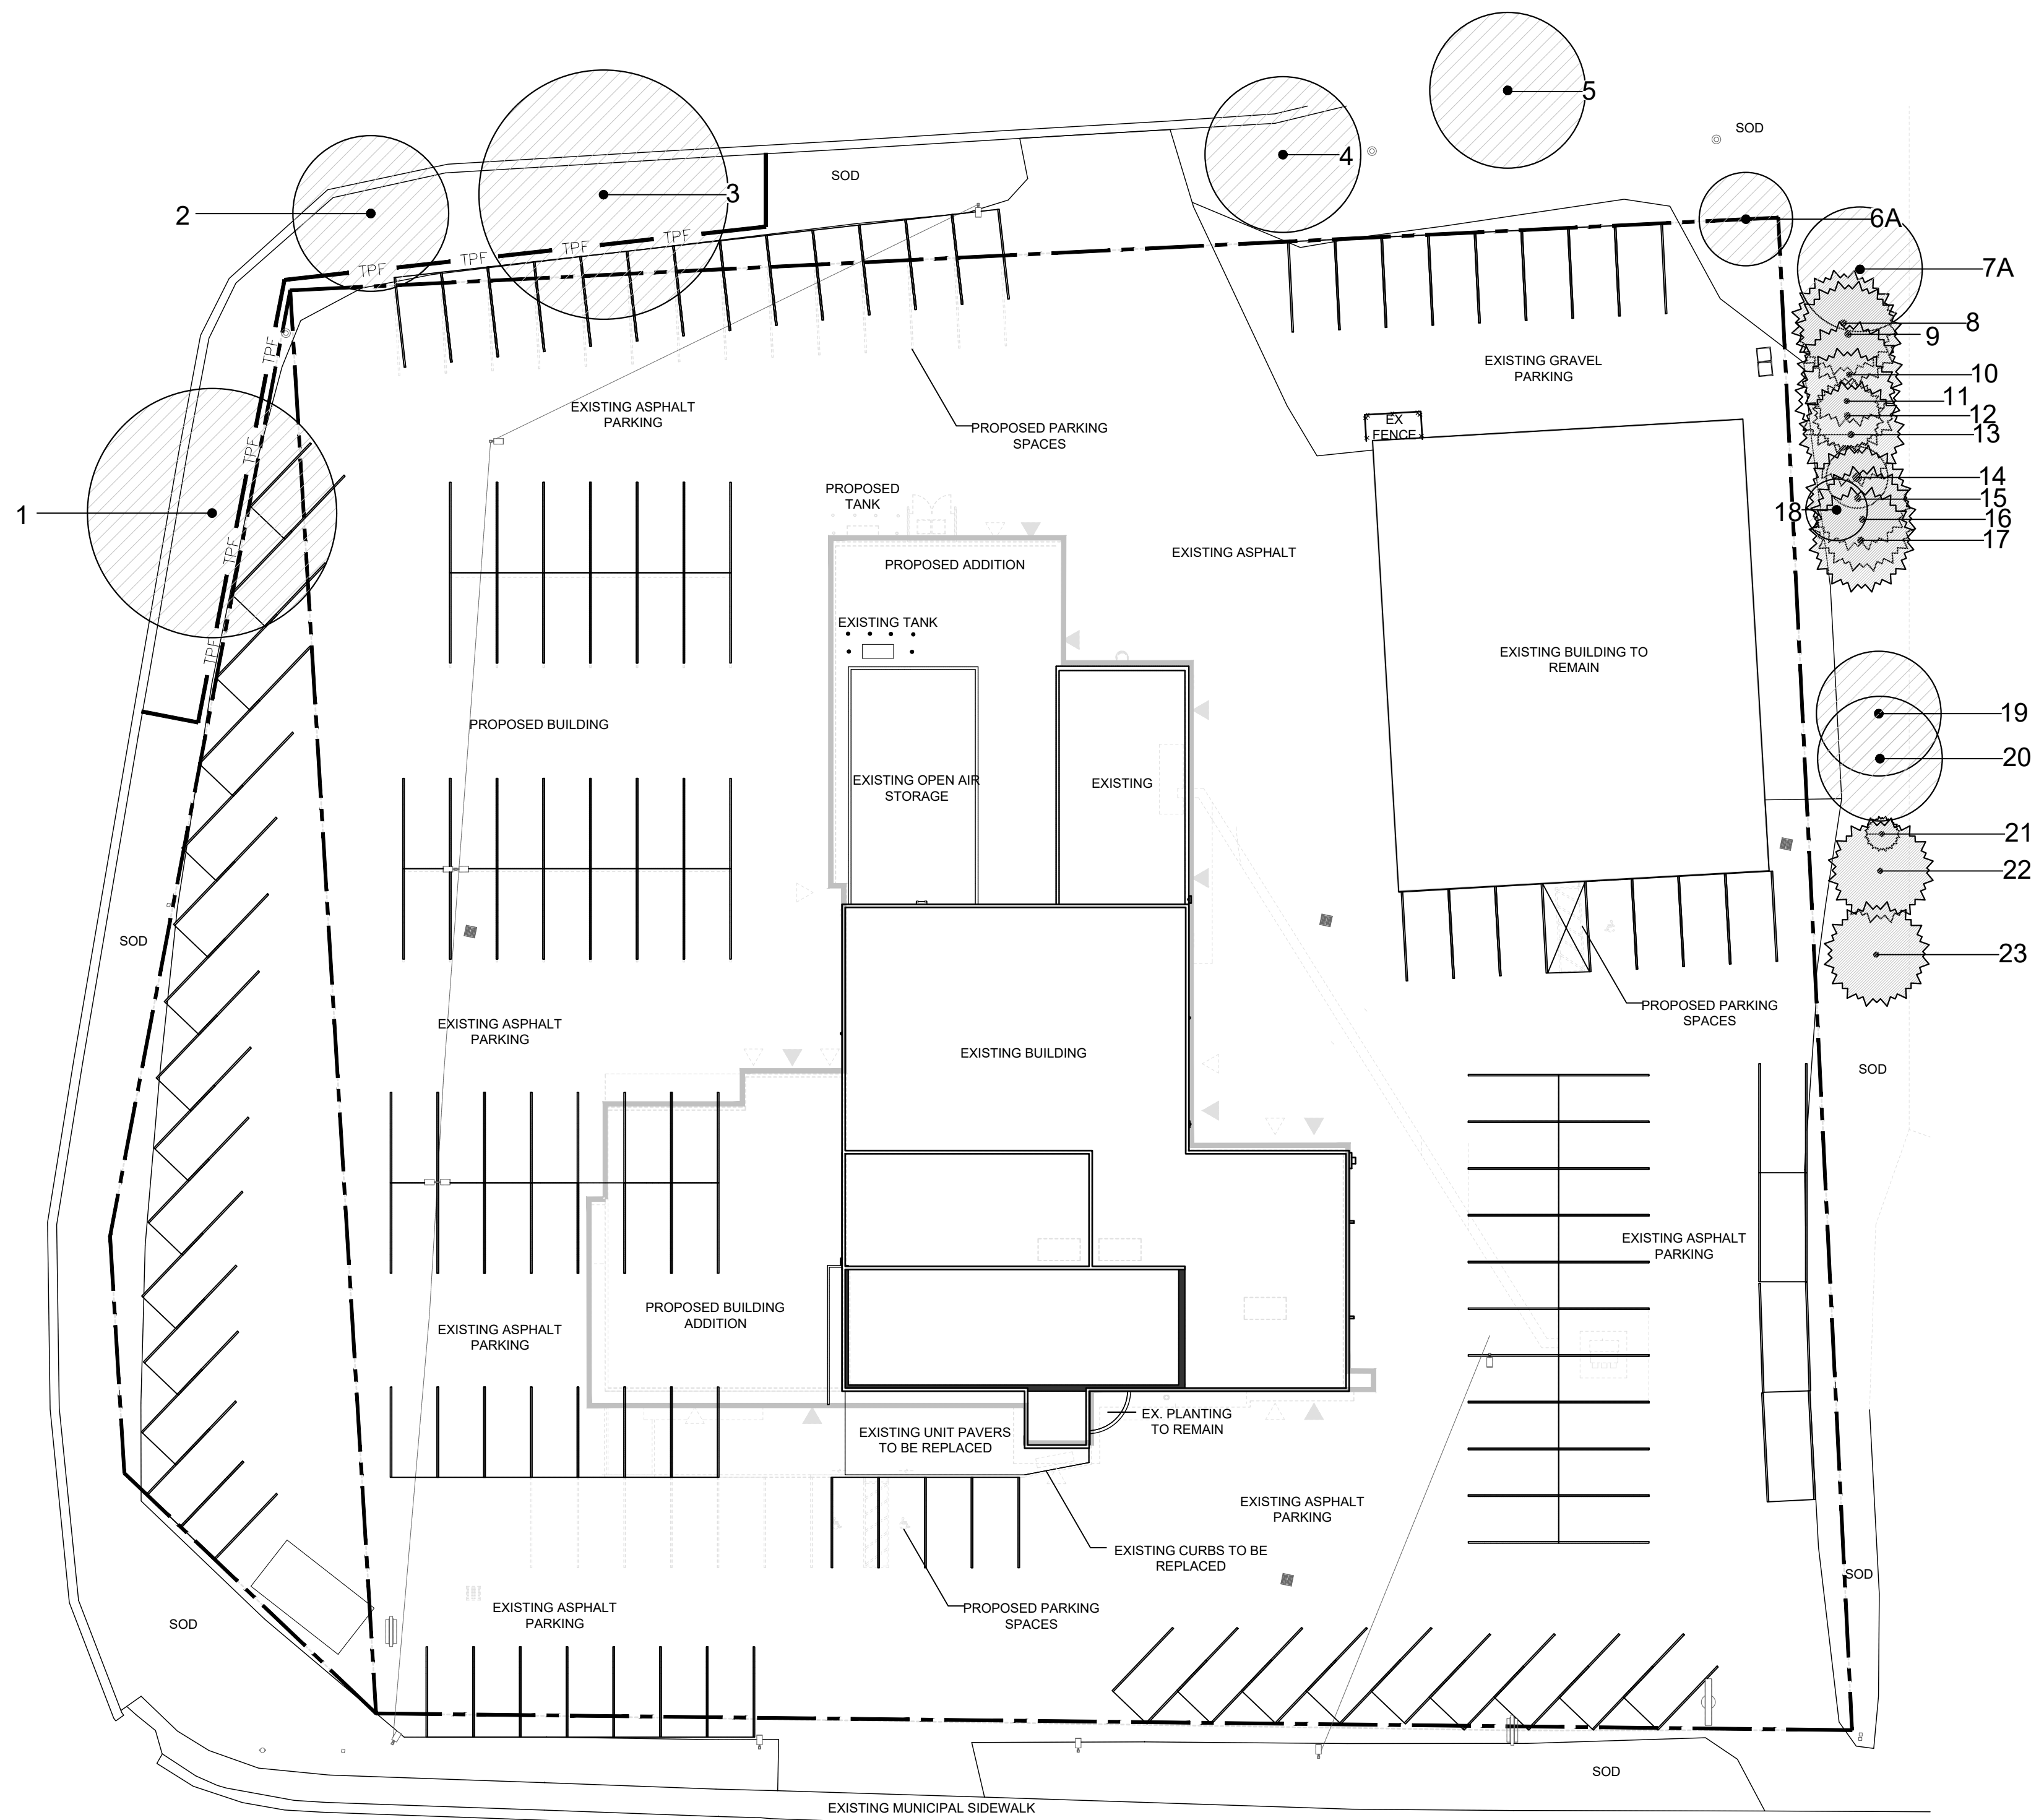 5
SOD
4
3
SOD
2
6A
TPF
TPF
TPF
TPF
7A
8
9
TPF
EXISTING GRAVEL
PARKING
10
11
EXISTING ASPHALT
PARKING
12
EX
FENCE
PROPOSED PARKING
SPACES
13
TPF
14
PROPOSED
TANK
15
1
18
16
17
TPF
EXISTING ASPHALT
PROPOSED ADDITION
EXISTING TANK
TPF
EXISTING BUILDING TO
REMAIN
19
PROPOSED BUILDING
20
EXISTING OPEN AIR
STORAGE
EXISTING
21
22
SOD
23
PROPOSED PARKING
SPACES
EXISTING ASPHALT
PARKING
EXISTING BUILDING
SOD
EXISTING ASPHALT
PARKING
PROPOSED BUILDING
ADDITION
EXISTING ASPHALT
PARKING
EX. PLANTING
TO REMAIN
EXISTING UNIT PAVERS
TO BE REPLACED
EXISTING ASPHALT
PARKING
EXISTING CURBS TO BE
REPLACED
SOD
EXISTING ASPHALT
PARKING
PROPOSED PARKING
SPACES
SOD
SOD
EXISTING MUNICIPAL SIDEWALK